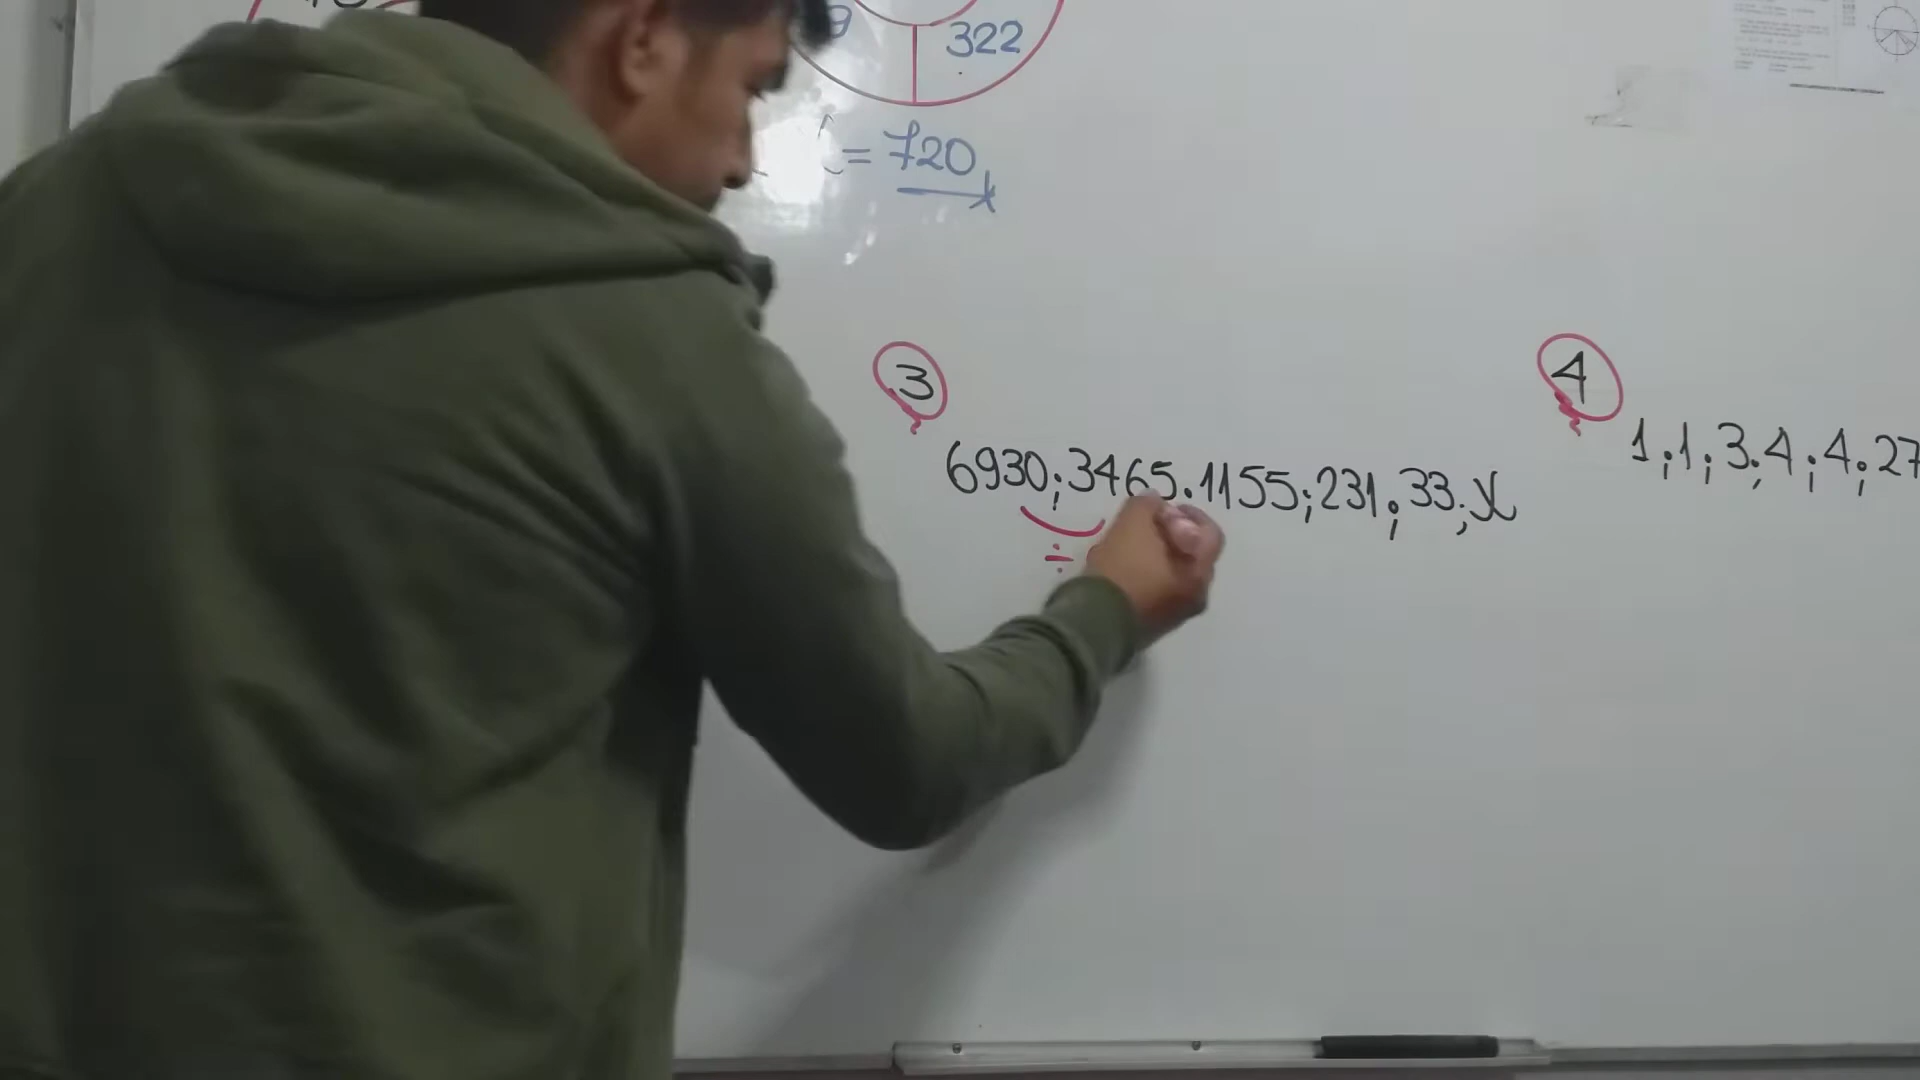 322
= 720
3
6930; 3465. 1155; 231; 33; X
÷
4
1; 1; 3; 4; 4; 27